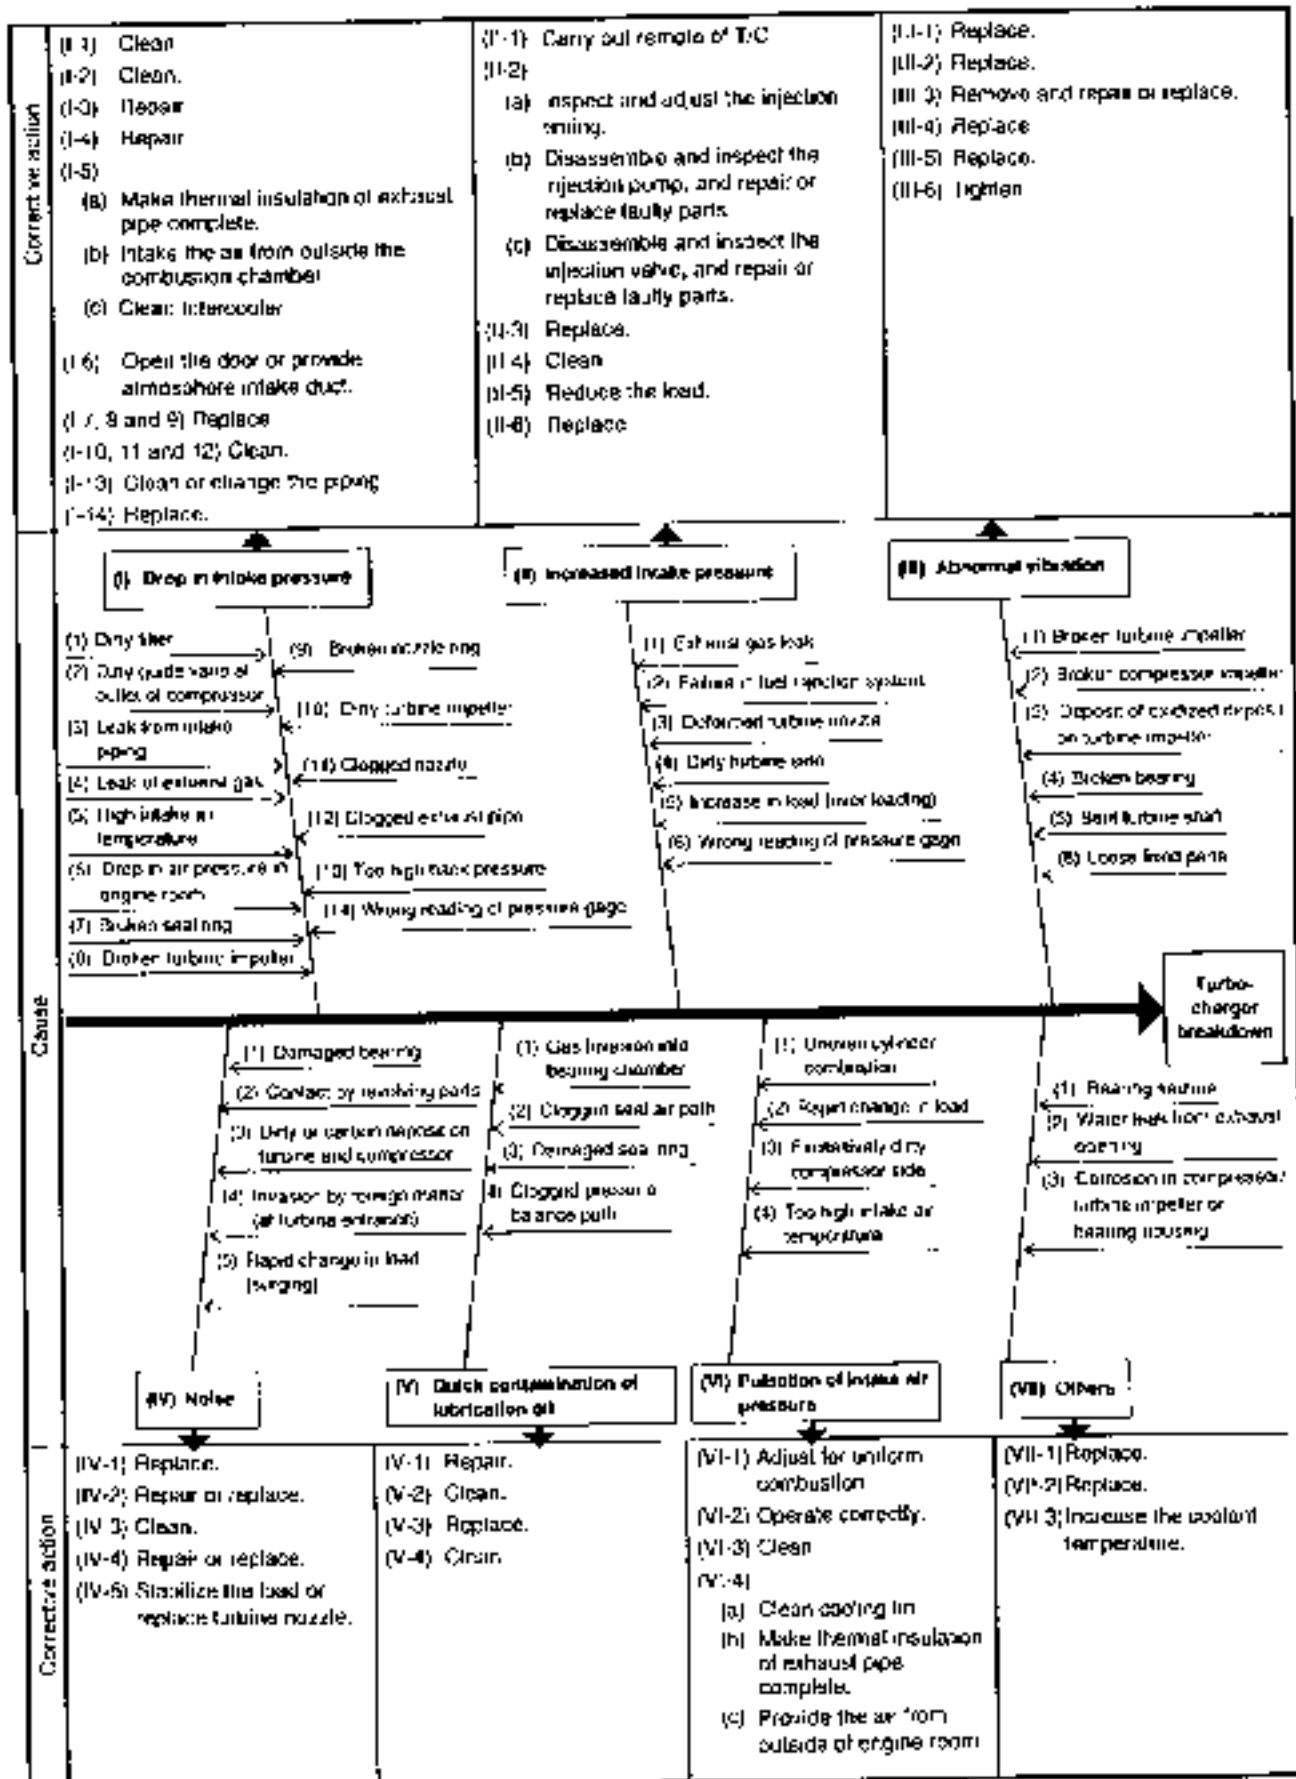 Correct action
(I-1) Clean
(I-2) Clean.
(I-3) Repair
(I-4) Repair
(I-5)
(a) Make thermal insulation of exhaust
pipe complete.
(b) Intake the air from outside the
combustion chamber
(c) Clean intercooler
(I-6) Open the door or provide
atmosphere intake duct.
(I-7, 8 and 9) Replace
(I-10, 11 and 12) Clean.
(I-13) Clean or change the piping
(I-14) Replace.
(II-1) Carry out remote of T/C
(II-2)
(a) Inspect and adjust the injection
timing.
(b) Disassemble and inspect the
injection pump, and repair or
replace faulty parts
(c) Disassemble and inspect the
injection valve, and repair or
replace faulty parts.
(II-3) Replace.
(II-4) Clean
(II-5) Reduce the load.
(II-6) Replace
(III-1) Replace.
(III-2) Replace.
(III-3) Remove and repair or replace.
(III-4) Replace
(III-5) Replace.
(III-6) Tighten
Cause
(I) Drop in intake pressure
(1) Dirty filter
(2) Dirty guide vane at
outlet of compressor
(3) Leak from intake
piping
(4) Leak of exhaust gas
(5) High intake air
temperature
(6) Drop in air pressure in
engine room
(7) Broken seal ring
(8) Broken turbine impeller
(9) Broken nozzle ring
(10) Dirty turbine impeller
(11) Clogged nozzle
(12) Clogged exhaust pipe
(13) Too high back pressure
(14) Wrong reading of pressure gage
(II) Increased intake pressure
(1) Exhaust gas leak
(2) Failure in fuel injection system
(3) Deformed turbine nozzle
(4) Dirty turbine side
(5) Increase in load (over loading)
(6) Wrong reading of pressure gage
(III) Abnormal vibration
(1) Broken turbine impeller
(2) Broken compressor impeller
(3) Deposit of oxidized deposit
on turbine impeller
(4) Broken bearing
(5) Bent turbine shaft
(6) Loose fixed parts
Turbo-
charger
breakdown
(1) Damaged bearing
(2) Contact by revolving parts
(3) Dirty or carbon deposit on
turbine and compressor
(4) Invasion by foreign matter
(at turbine entrance)
(5) Rapid change in load
(surging)
(IV) Noise
(1) Gas invasion into
bearing chamber
(2) Clogged seal air path
(3) Damaged seal ring
(4) Clogged pressure
balance path
(V) Quick contamination of
lubrication oil
(1) Uneven cylinder
combustion
(2) Rapid change in load
(3) Excessively dirty
compressor side
(4) Too high intake air
temperature
(VI) Pulsation of intake air
pressure
(1) Bearing seizure
(2) Water leak from exhaust
opening
(3) Corrosion in compressor/
turbine impeller or
bearing housing
(VII) Others
Corrective action
(IV-1) Replace.
(IV-2) Repair or replace.
(IV-3) Clean.
(IV-4) Repair or replace.
(IV-5) Stabilize the load or
replace turbine nozzle.
(V-1) Repair.
(V-2) Clean.
(V-3) Replace.
(V-4) Clean
(VI-1) Adjust for uniform
combustion
(VI-2) Operate correctly.
(VI-3) Clean
(VI-4)
(a) Clean cooling fin
(b) Make thermal insulation
of exhaust pipe
complete.
(c) Provide the air from
outside of engine room
(VII-1) Replace.
(VII-2) Replace.
(VII-3) Increase the coolant
temperature.